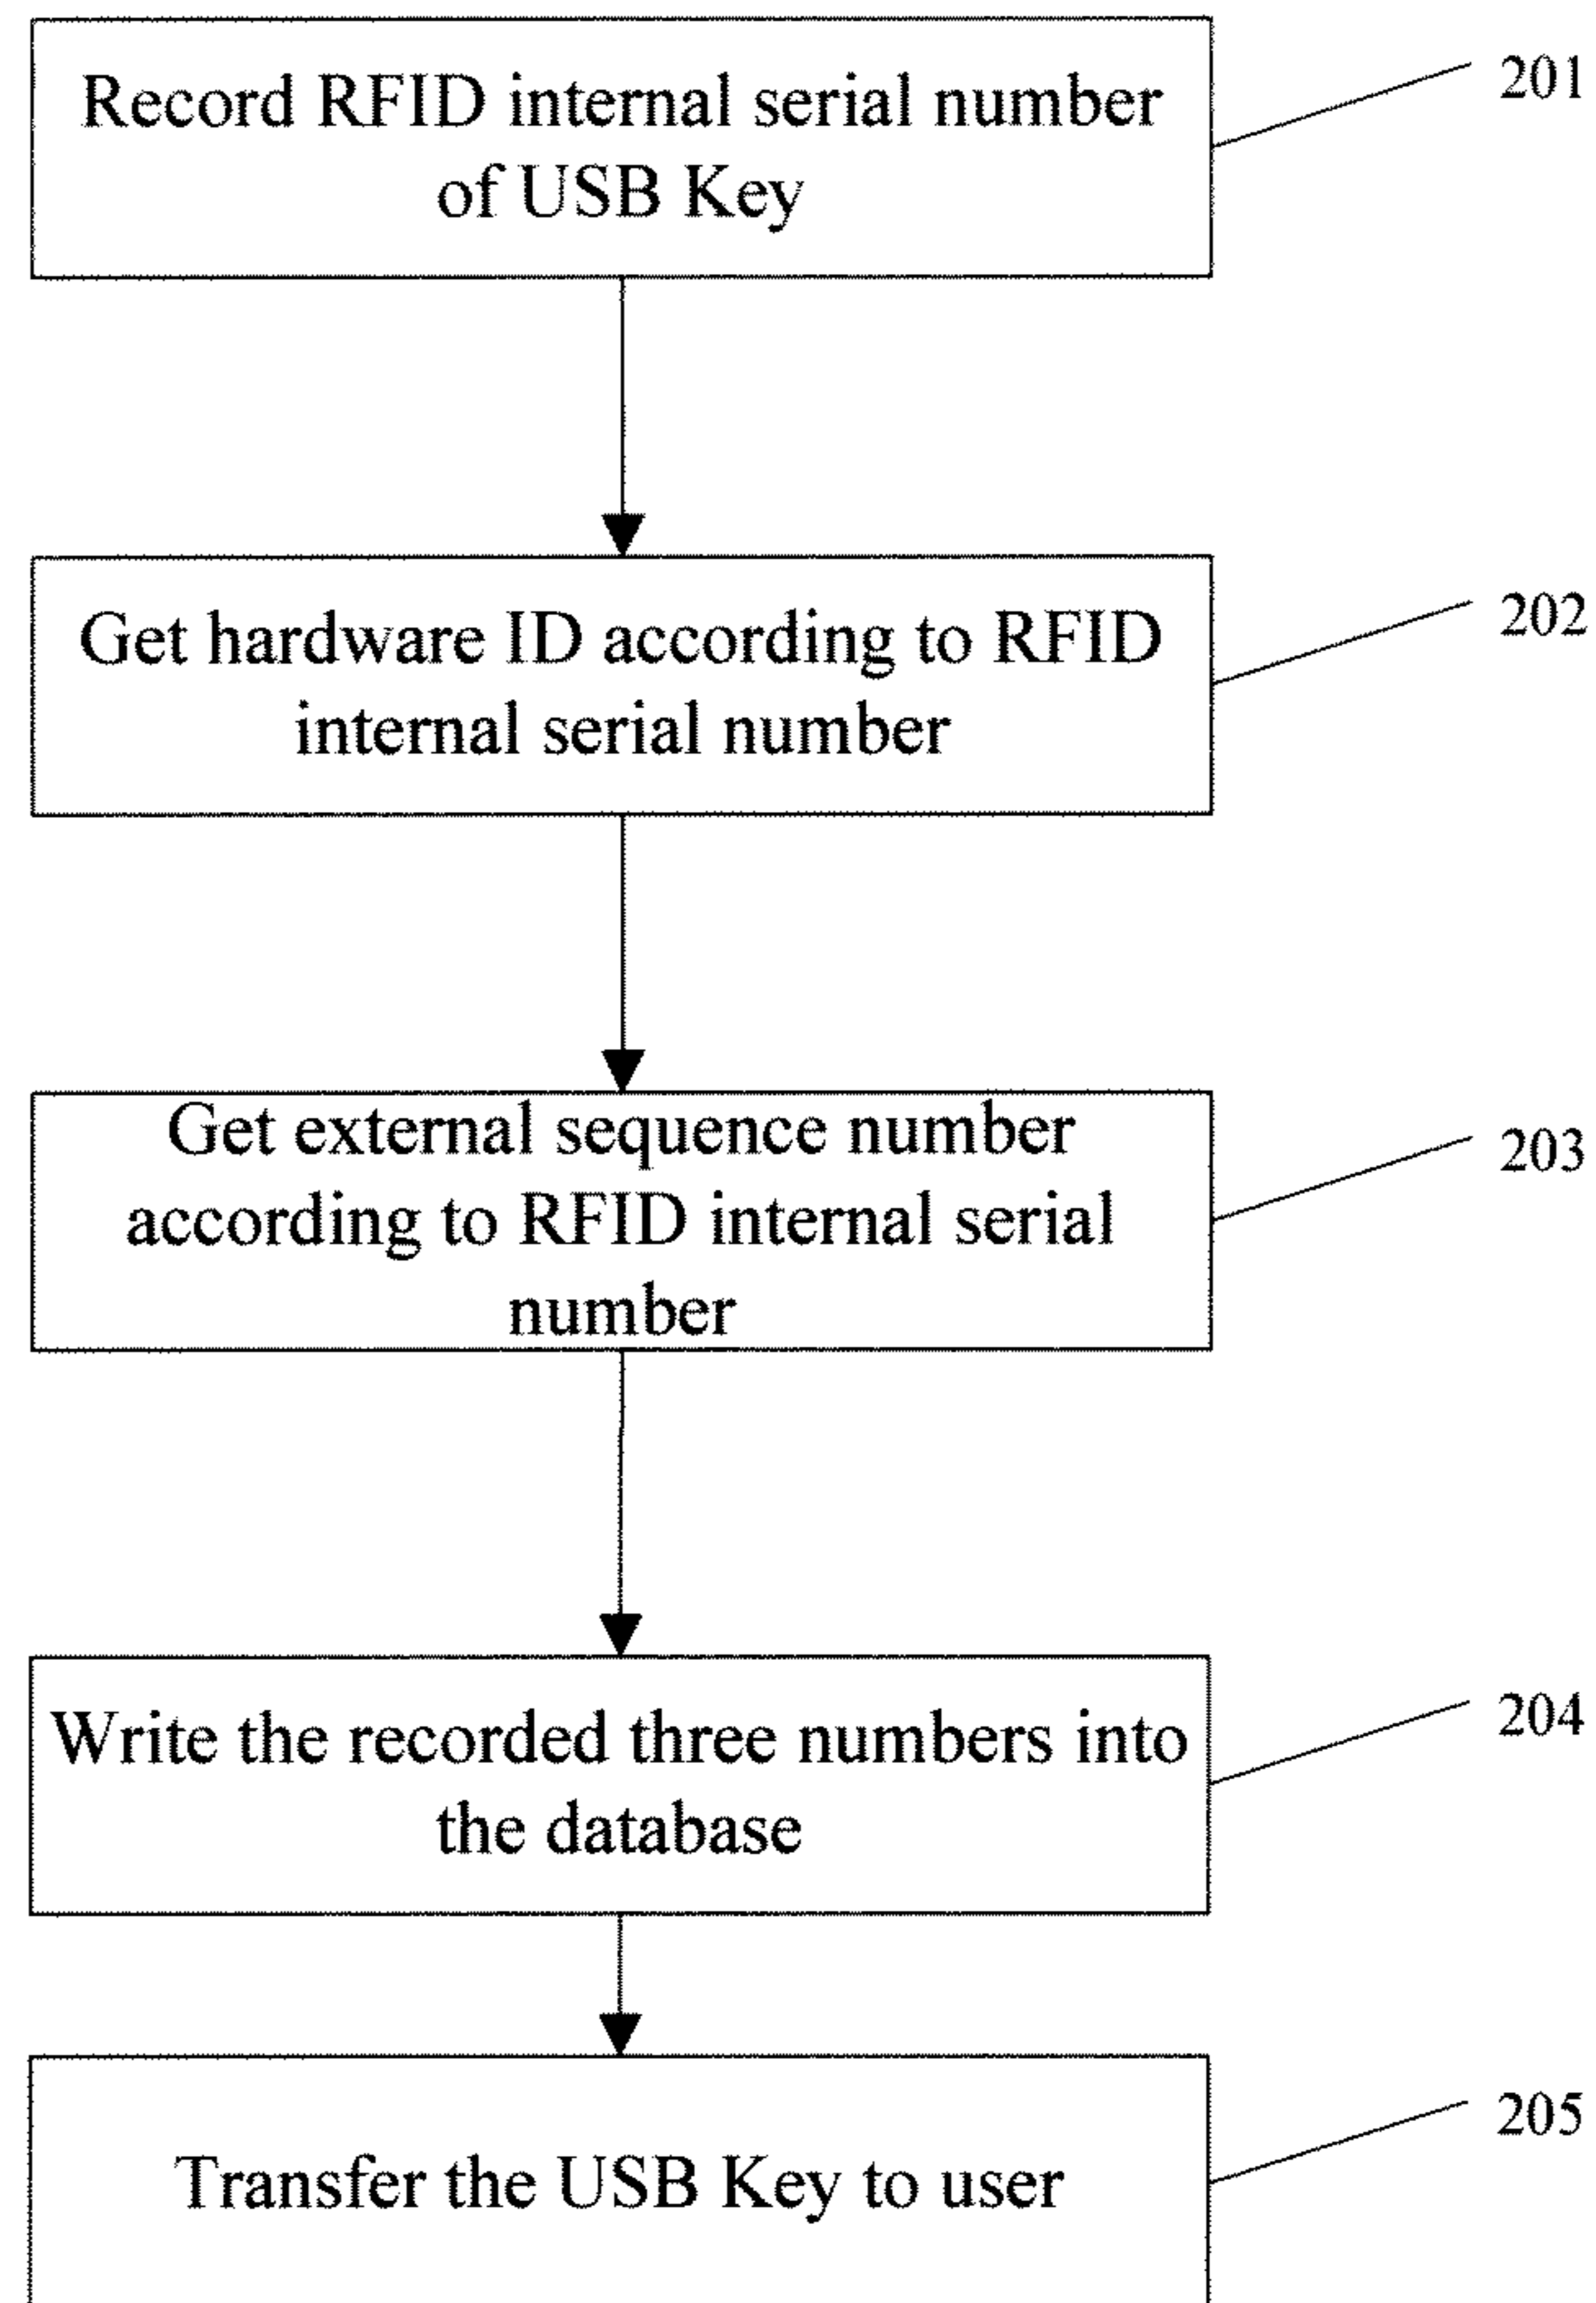 Record RFID internal serial number
of USB Key
201
Get hardware ID according to RFID
internal serial number
202
Get external sequence number
according to RFID internal serial
number
203
Write the recorded three numbers into
the database
204
Transfer the USB Key to user
205